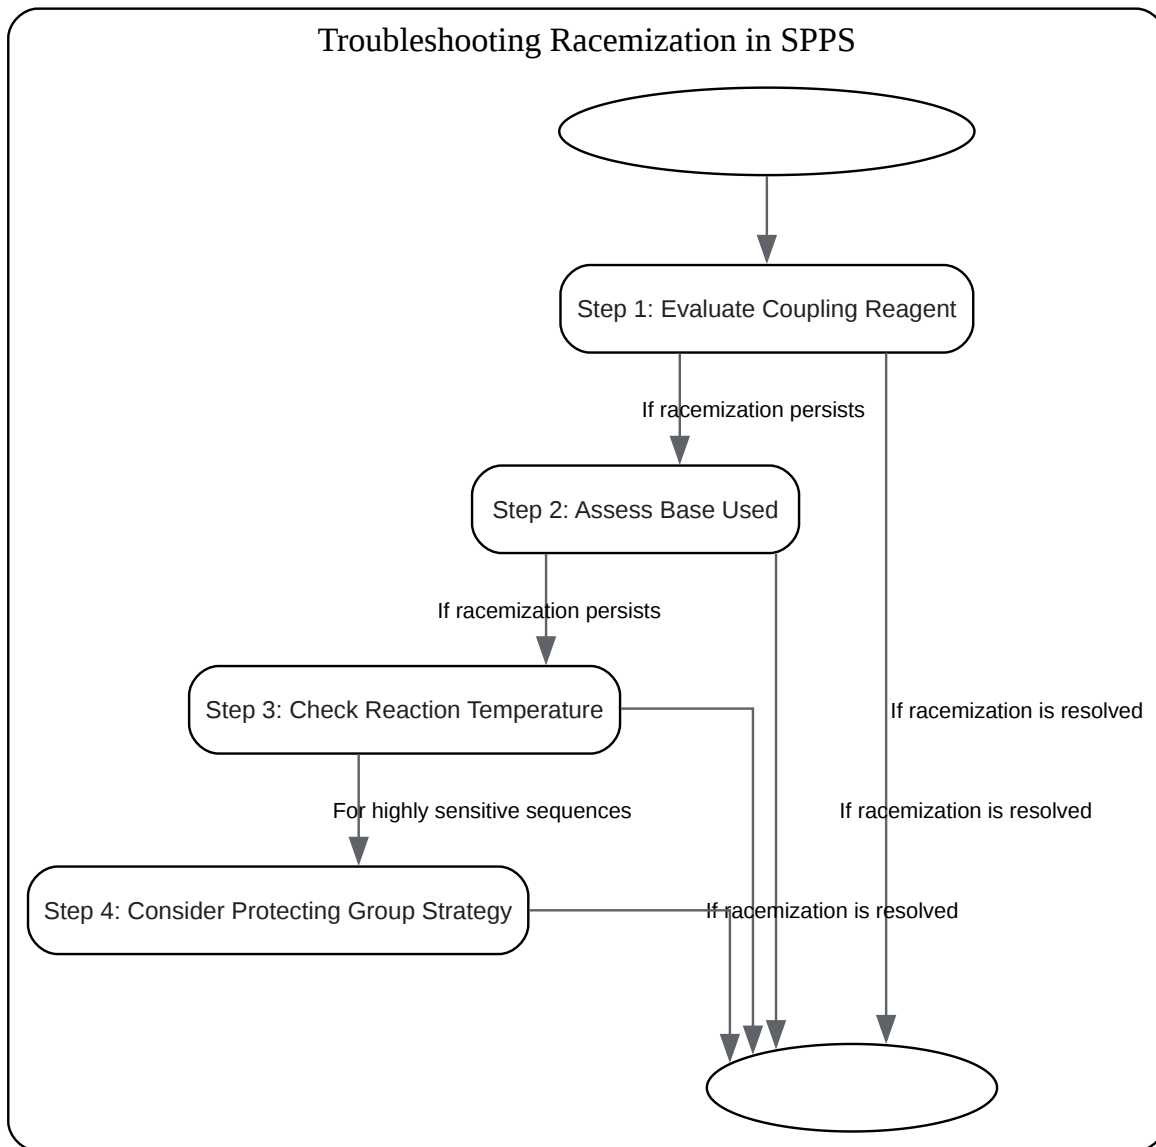 Troubleshooting Racemization in SPPS
Step 1: Evaluate Coupling Reagent
If racemization persists
Step 2: Assess Base Used
If racemization persists
Step 3: Check Reaction Temperature
If racemization is resolved
For highly sensitive sequences
If racemization is resolved
Step 4: Consider Protecting Group Strategy
If racemization is resolved